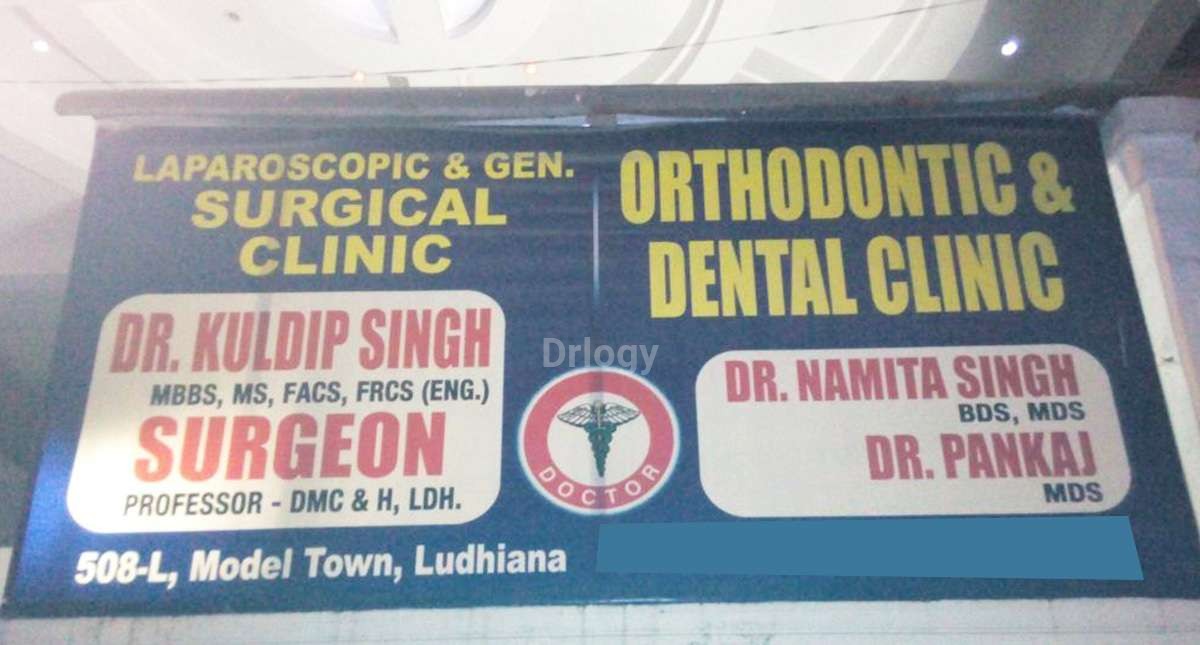 LAPAROSCOPIC & GEN.
SURGICAL
CLINIC
DR. KULDIP SINGH
MBBS, MS, FACS, FRCS (ENG.)
SURGEON
PROFESSOR - DMC & H, LDH.
508-L, Model Town, Ludhiana
Drlogy
DOCTOR
ORTHODONTIC &
DENTAL CLINIC
DR. NAMITA SINGH
BDS, MDS
DR. PANKAJ
MDS